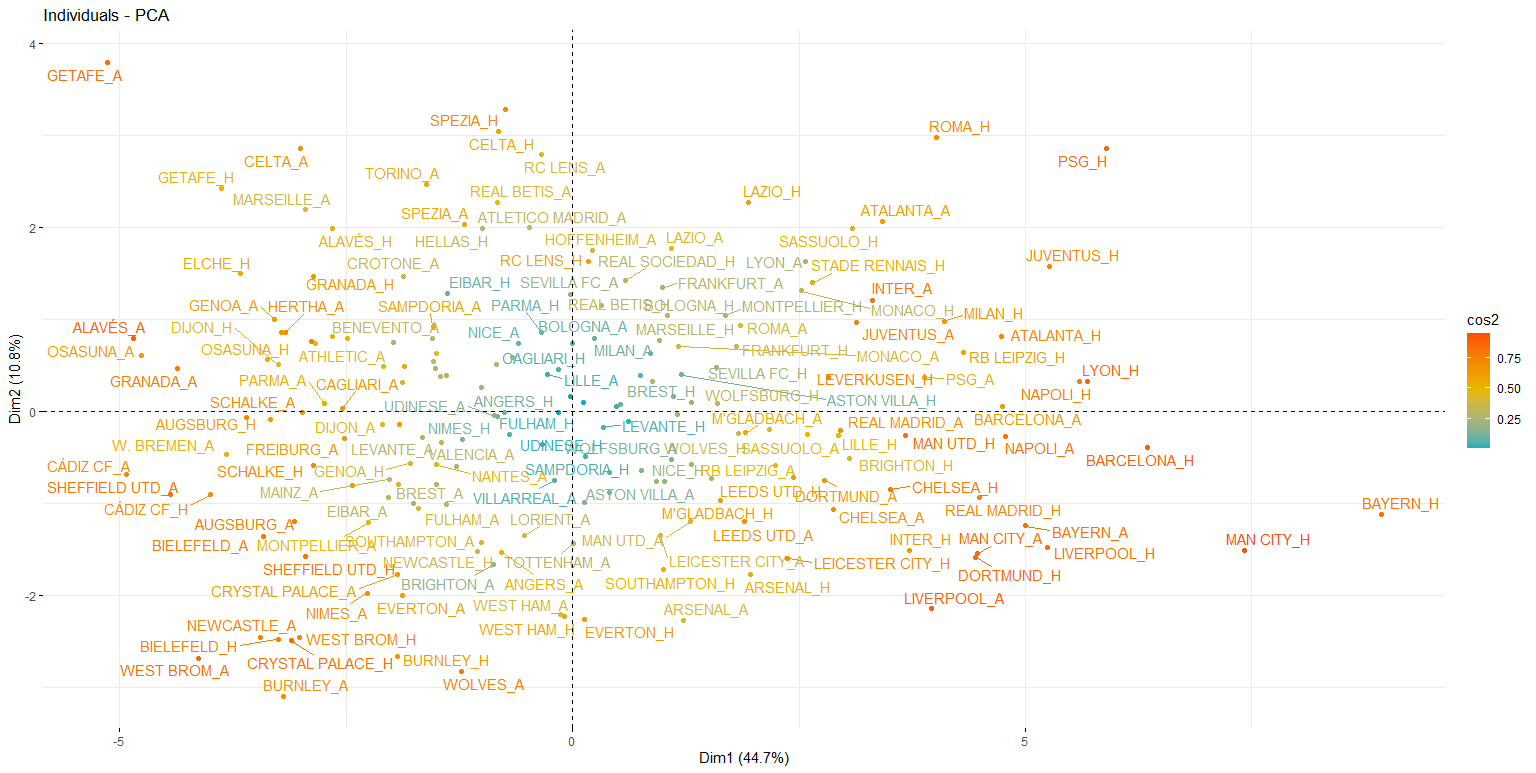 Individuals - PCA
4
GETAFE_A
SPEZIA_H
ROMA_H
CELTA_H
CELTA_A
RC LENS_A
PSG_H
GETAFE_H
TORINO_A
MARSEILLE_A
REAL BETIS_A
LAZIO_H
SPEZIA_A
ATLETICO MADRID_A
ATALANTA_A
2
ALAVÉS_H
HELLAS_H
HOFFENHEIM_A
LAZIO_A
SASSUOLO_H
ELCHE_H
CROTONE_A
RC LENS_H
REAL SOCIEDAD_H
LYON_A
STADE RENNAIS_H
JUVENTUS_H
GRANADA_H
EIBAR_H
SEVILLA FC_A
FRANKFURT_A
INTER_A
GENOA_A
HERTHA_A
SAMPDORIA_A
PARMA_H
REAL BETIS_H
BOLOGNA_H
MONTPELLIER_H
MONACO_H
MILAN_H
ALAVÉS_A
DIJON_H
BENEVENTO_A
NICE_A
BOLOGNA_A
MARSEILLE_H
ROMA_A
JUVENTUS_A
ATALANTA_H
OSASUNA_A
OSASUNA_H
ATHLETIC_A
CAGLIARI_H
MILAN_A
FRANKFURT_H
MONACO_A
RB LEIPZIG_H
GRANADA_A
PARMA_A
CAGLIARI_A
LILLE_A
SEVILLA FC_H
LEVERKUSEN_H
PSG_A
LYON_H
SCHALKE_A
UDINESE_A
ANGERS_H
BREST_H
WOLFSBURG_H
ASTON VILLA_H
NAPOLI_H
0
AUGSBURG_H
DIJON_A
NIMES_H
FULHAM_H
LEVANTE_H
M'GLADBACH_A
REAL MADRID_A
BARCELONA_A
W. BREMEN_A
FREIBURG_A
LEVANTE_A
VALENCIA_A
UDINESE_H
WOLFSBURG_A
WOLVES_H
SASSUOLO_A
LILLE_H
MAN UTD_H
NAPOLI_A
BARCELONA_H
CÁDIZ CF_A
SCHALKE_H
GENOA_H
NANTES_A
SAMPDORIA_H
NICE_H
RB LEIPZIG_A
BRIGHTON_H
SHEFFIELD UTD_A
MAINZ_A
BREST_A
VILLARREAL_A
ASTON VILLA_A
LEEDS UTD_H
DORTMUND_A
CHELSEA_H
CÁDIZ CF_H
EIBAR_A
FULHAM_A
LORIENT_A
M'GLADBACH_H
CHELSEA_A
REAL MADRID_H
BAYERN_H
AUGSBURG_A
BIELEFELD_A
MONTPELLIER_A
SOUTHAMPTON_A
MAN UTD_A
LEEDS UTD_A
INTER_H
MAN CITY_A
BAYERN_A
MAN CITY_H
SHEFFIELD UTD_H
NEWCASTLE_H
TOTTENHAM_A
LEICESTER CITY_A
LEICESTER CITY_H
LIVERPOOL_H
CRYSTAL PALACE_A
BRIGHTON_A
ANGERS_A
SOUTHAMPTON_H
ARSENAL_H
DORTMUND_H
-2
NIMES_A
EVERTON_A
WEST HAM_A
ARSENAL_A
LIVERPOOL_A
NEWCASTLE_A
WEST HAM_H
EVERTON_H
BIELEFELD_H
WEST BROM_H
WEST BROM_A
CRYSTAL PALACE_H
BURNLEY_H
BURNLEY_A
WOLVES_A
-5
0
5
Dim1 (44.7%)
Dim2 (10.8%)
cos2
0.75
0.50
0.25